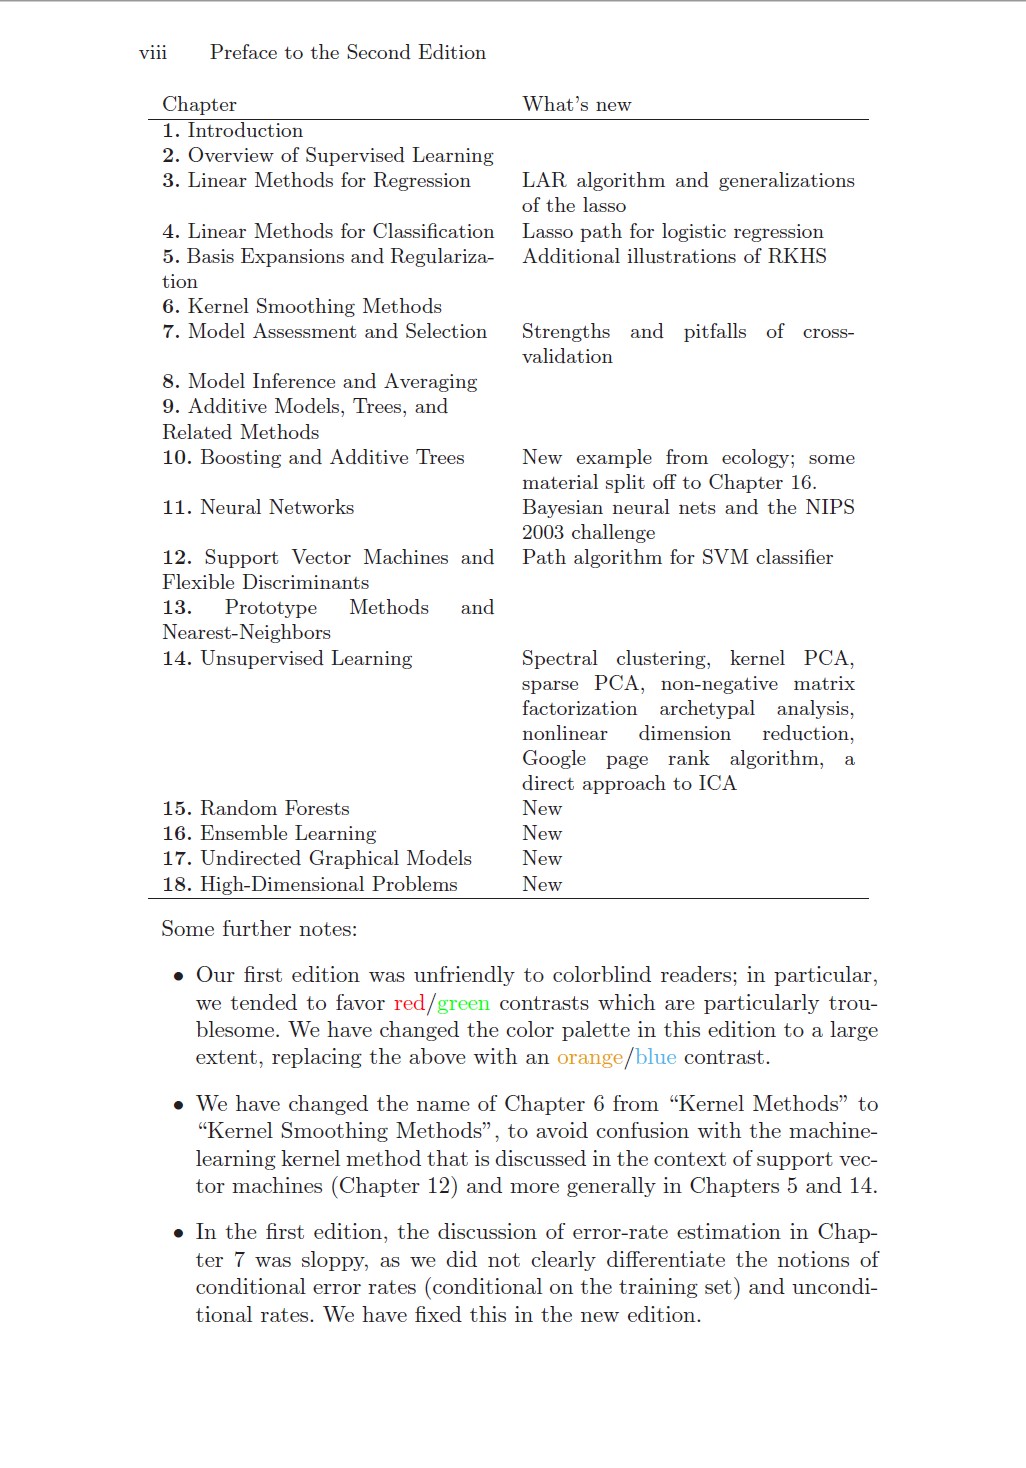 viii Preface to the Second Edition
Chapter What's new
1. Introduction
2. Overview of Supervised Learning
3. Linear Methods for Regression LAR algorithm and generalizations
of the lasso
4. Linear Methods for Classification Lasso path for logistic regression
5. Basis Expansions and Regulariza- Additional illustrations of RKHS
tion
6. Kernel Smoothing Methods
7. Model Assessment and Selection Strengths and pitfalls of cross-
validation
8. Model Inference and Averaging
9. Additive Models, Trees, and
Related Methods
10. Boosting and Additive Trees New example from ecology; some
material split off to Chapter 16.
11. Neural Networks Bayesian neural nets and the NIPS
2003 challenge
12. Support Vector Machines and Path algorithm for SVM classifier
Flexible Discriminants
13. Prototype Methods and
Nearest-Neighbors
14. Unsupervised Learning Spectral clustering, kernel PCA,
sparse PCA, non-negative matrix
factorization archetypal analysis,
nonlinear dimension reduction,
Google page rank algorithm, a
direct approach to ICA
15. Random Forests New
16. Ensemble Learning New
17. Undirected Graphical Models New
18. High-Dimensional Problems New
Some further notes:
• Our first edition was unfriendly to colorblind readers; in particular,
we tended to favor red/green contrasts which are particularly trou-
blesome. We have changed the color palette in this edition to a large
extent, replacing the above with an orange/blue contrast.
• We have changed the name of Chapter 6 from “Kernel Methods” to
“Kernel Smoothing Methods”, to avoid confusion with the machine-
learning kernel method that is discussed in the context of support vec-
tor machines (Chapter 12) and more generally in Chapters 5 and 14.
• In the first edition, the discussion of error-rate estimation in Chap-
ter 7 was sloppy, as we did not clearly differentiate the notions of
conditional error rates (conditional on the training set) and uncondi-
tional rates. We have fixed this in the new edition.